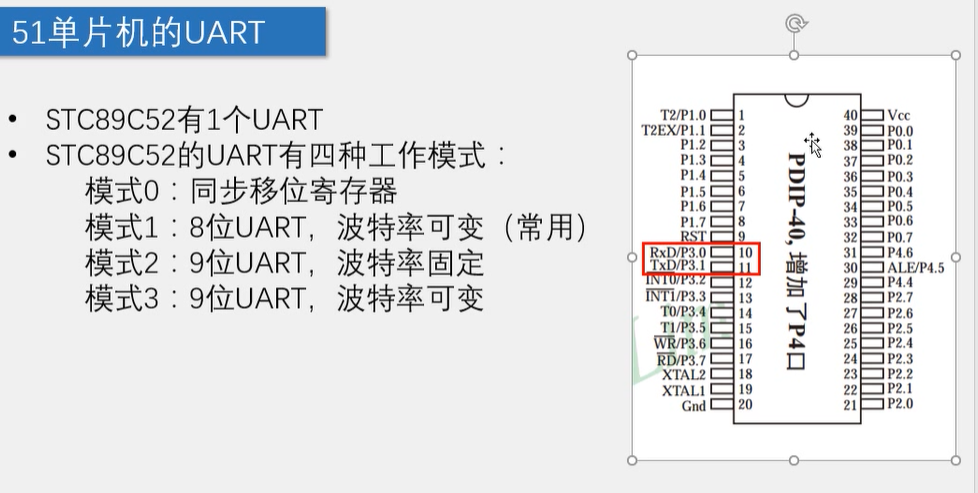 51单片机的UART
• STC89C52有1个UART
• STC89C52的UART有四种工作模式：
模式0：同步移位寄存器
模式1：8位UART，波特率可变（常用）
模式2：9位UART，波特率固定
模式3：9位UART，波特率可变
T2/P1.0 1 40 Vcc
T2EX/P1.1 2 39 P0.0
P1.2 3 38 P0.1
P1.3 4 37 P0.2
P1.4 5 36 P0.3
P1.5 6 35 P0.4
P1.6 7 34 P0.5
P1.7 8 33 P0.6
RST 9 32 P0.7
RxD/P3.0 10 31 P4.6
TxD/P3.1 11 30 ALE/P4.5
INT0/P3.2 12 29 P4.4
INT1/P3.3 13 28 P2.7
T0/P3.4 14 27 P2.6
T1/P3.5 15 26 P2.5
WR/P3.6 16 25 P2.4
RD/P3.7 17 24 P2.3
XTAL2 18 23 P2.2
XTAL1 19 22 P2.1
Gnd 20 21 P2.0
PDIP-40, 增加了P4口